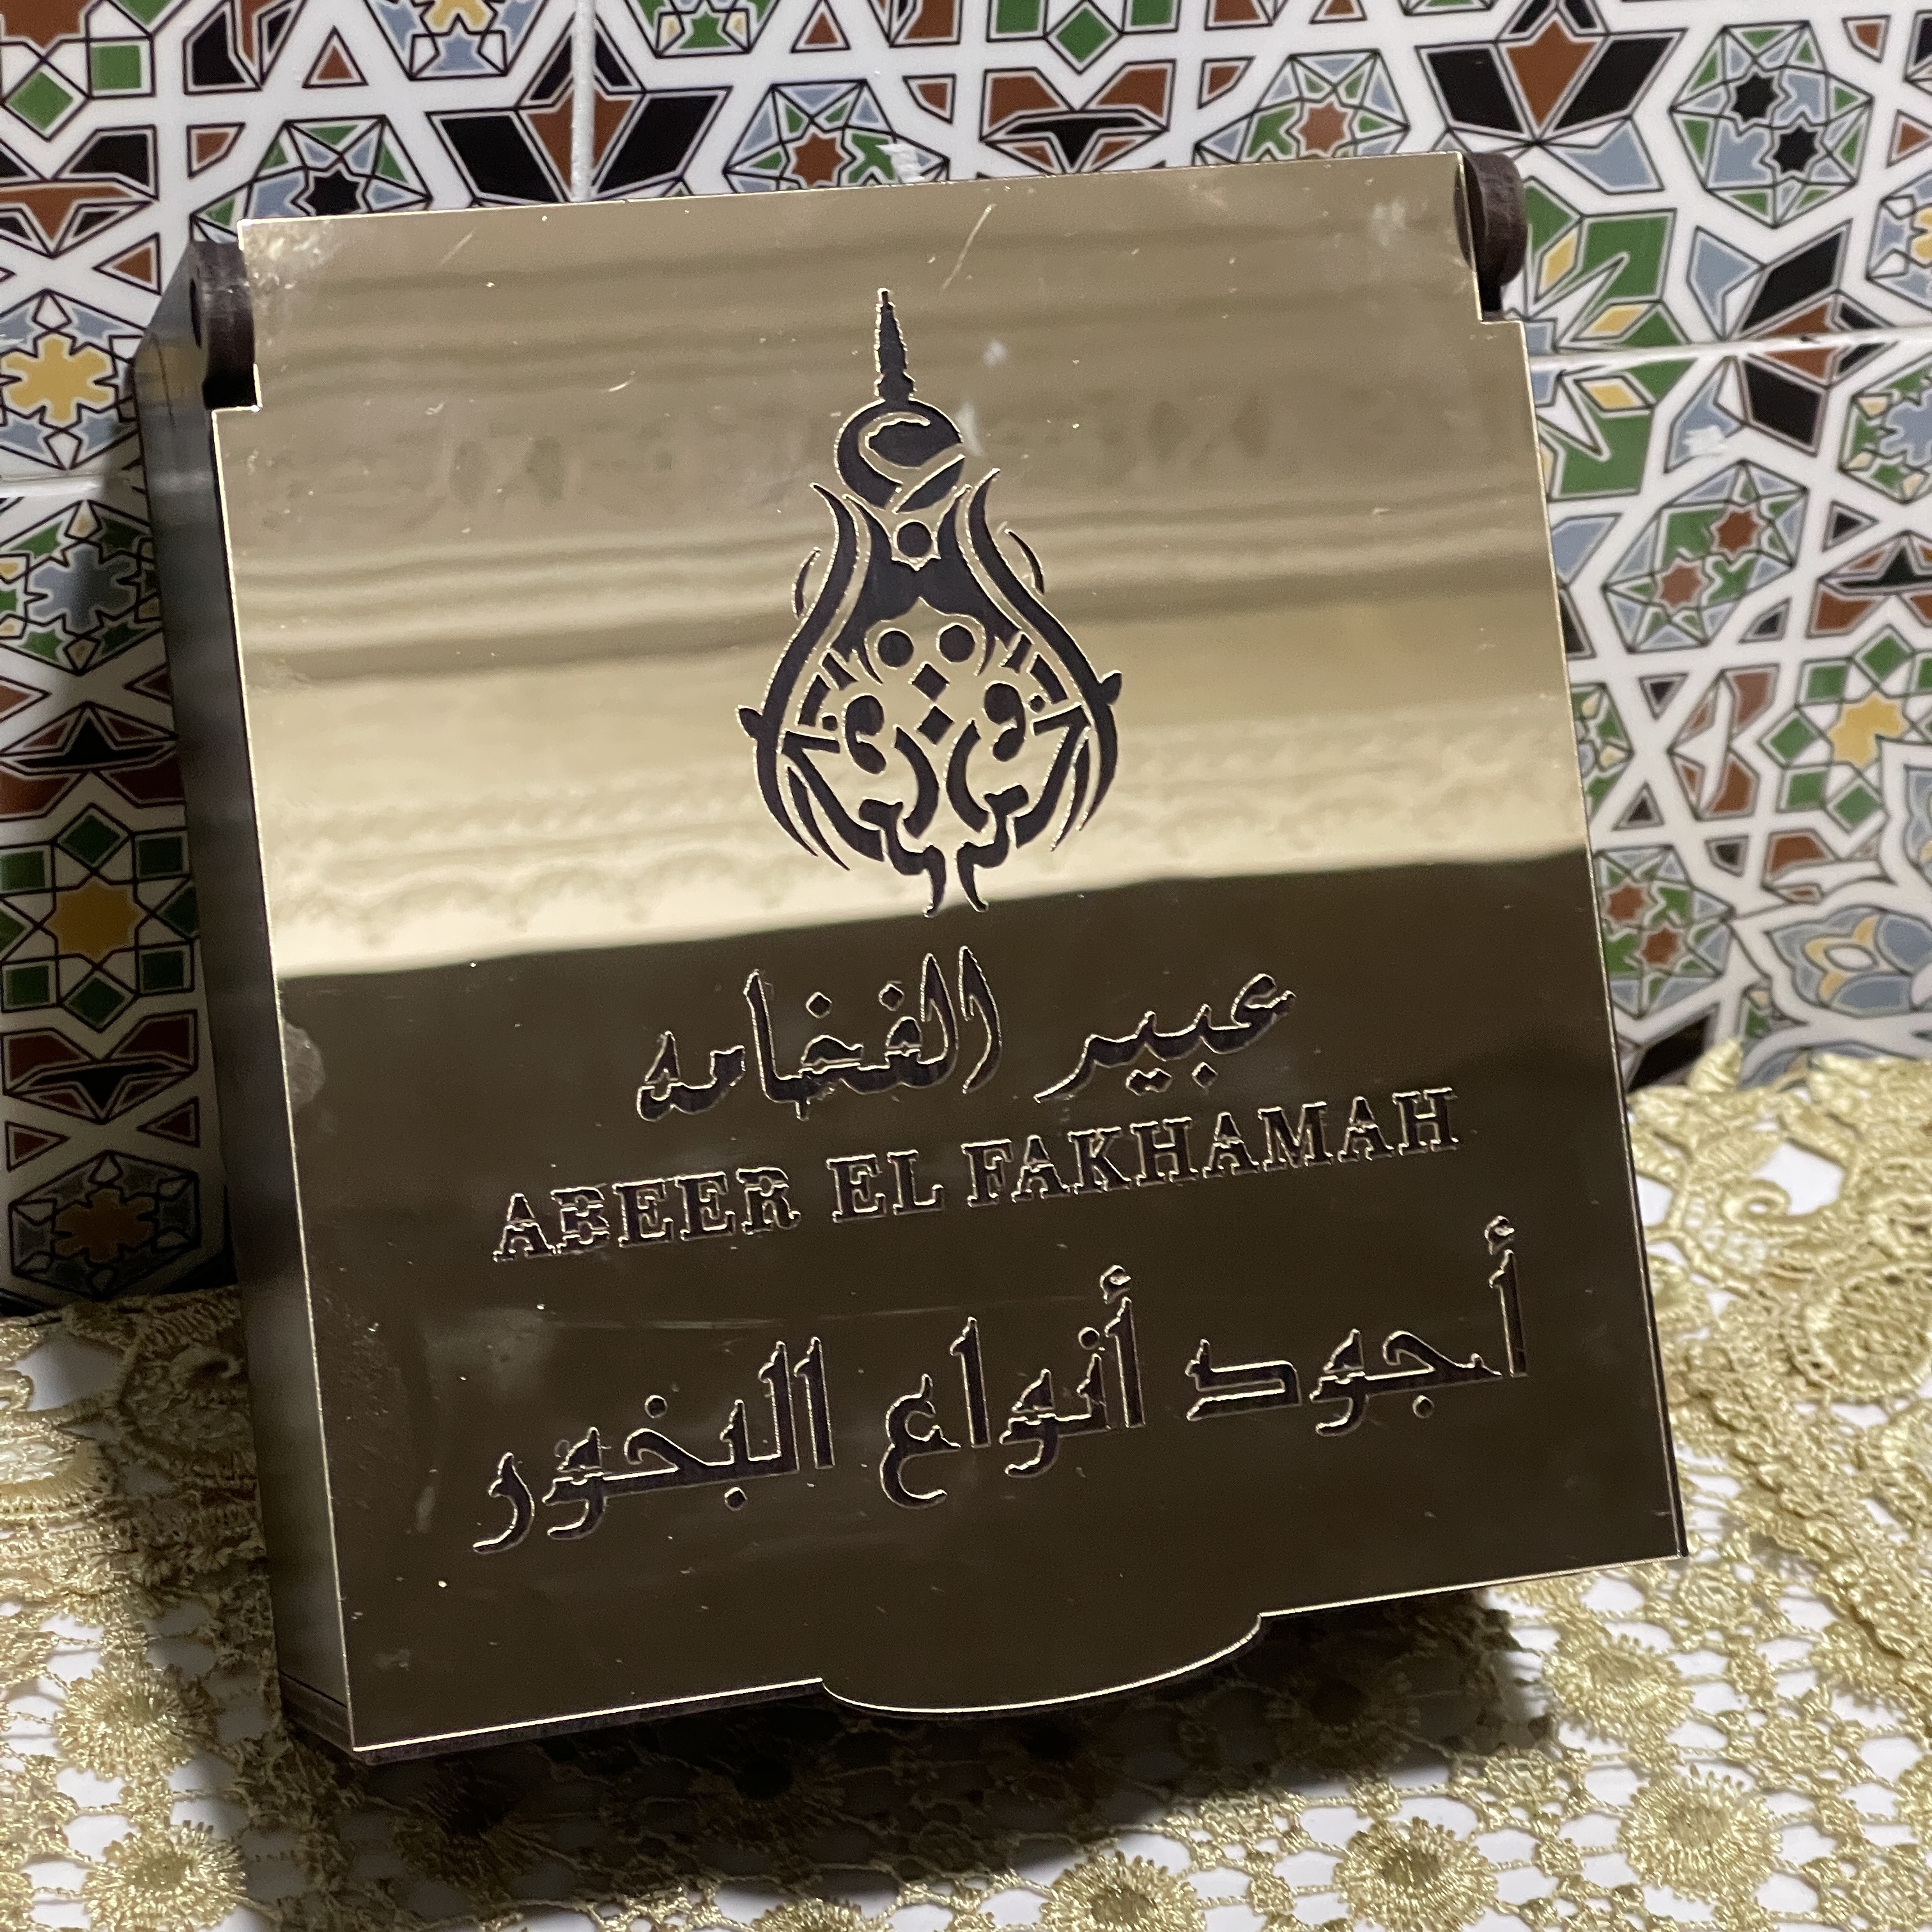 عبير الفخامه
ABEER EL FAKHAMAH
أجود أنواع البخور